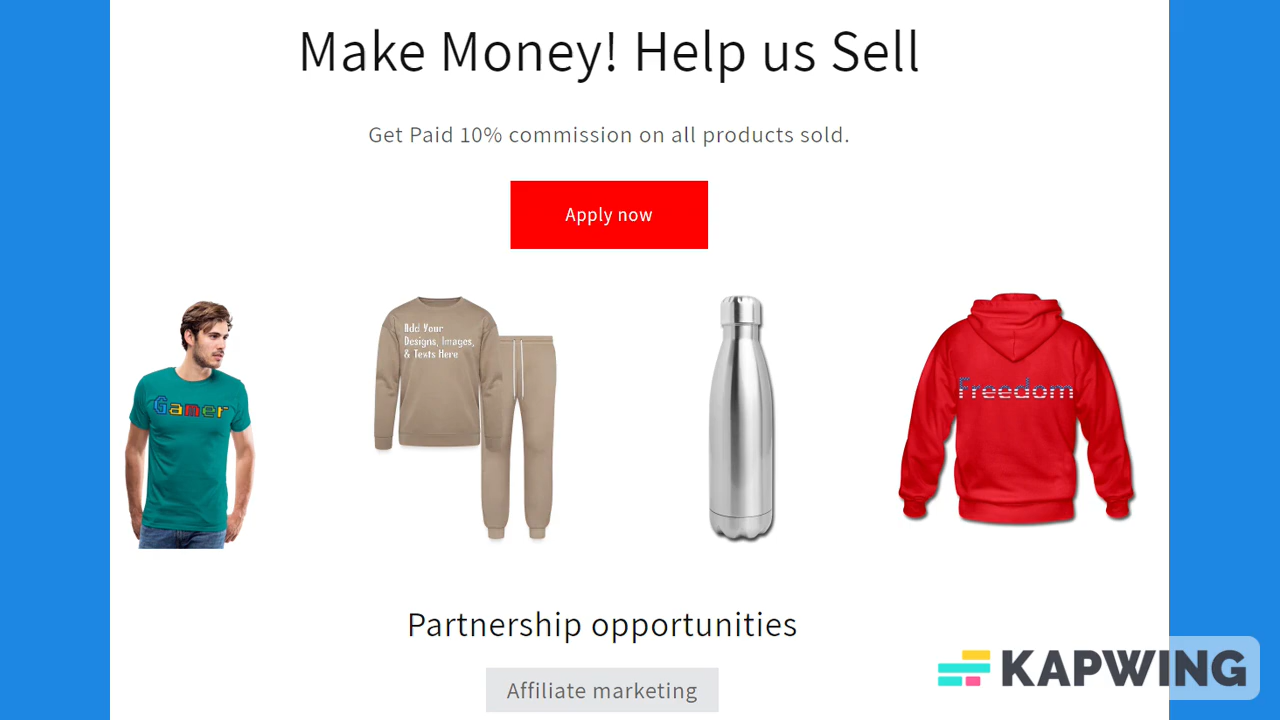 Make Money! Help us Sell
Get Paid 10% commission on all products sold.
Apply now
Gamer
Add Your
Designs, Images,
& Texts Here
Freedom
Partnership opportunities
Affiliate marketing
KAPWING